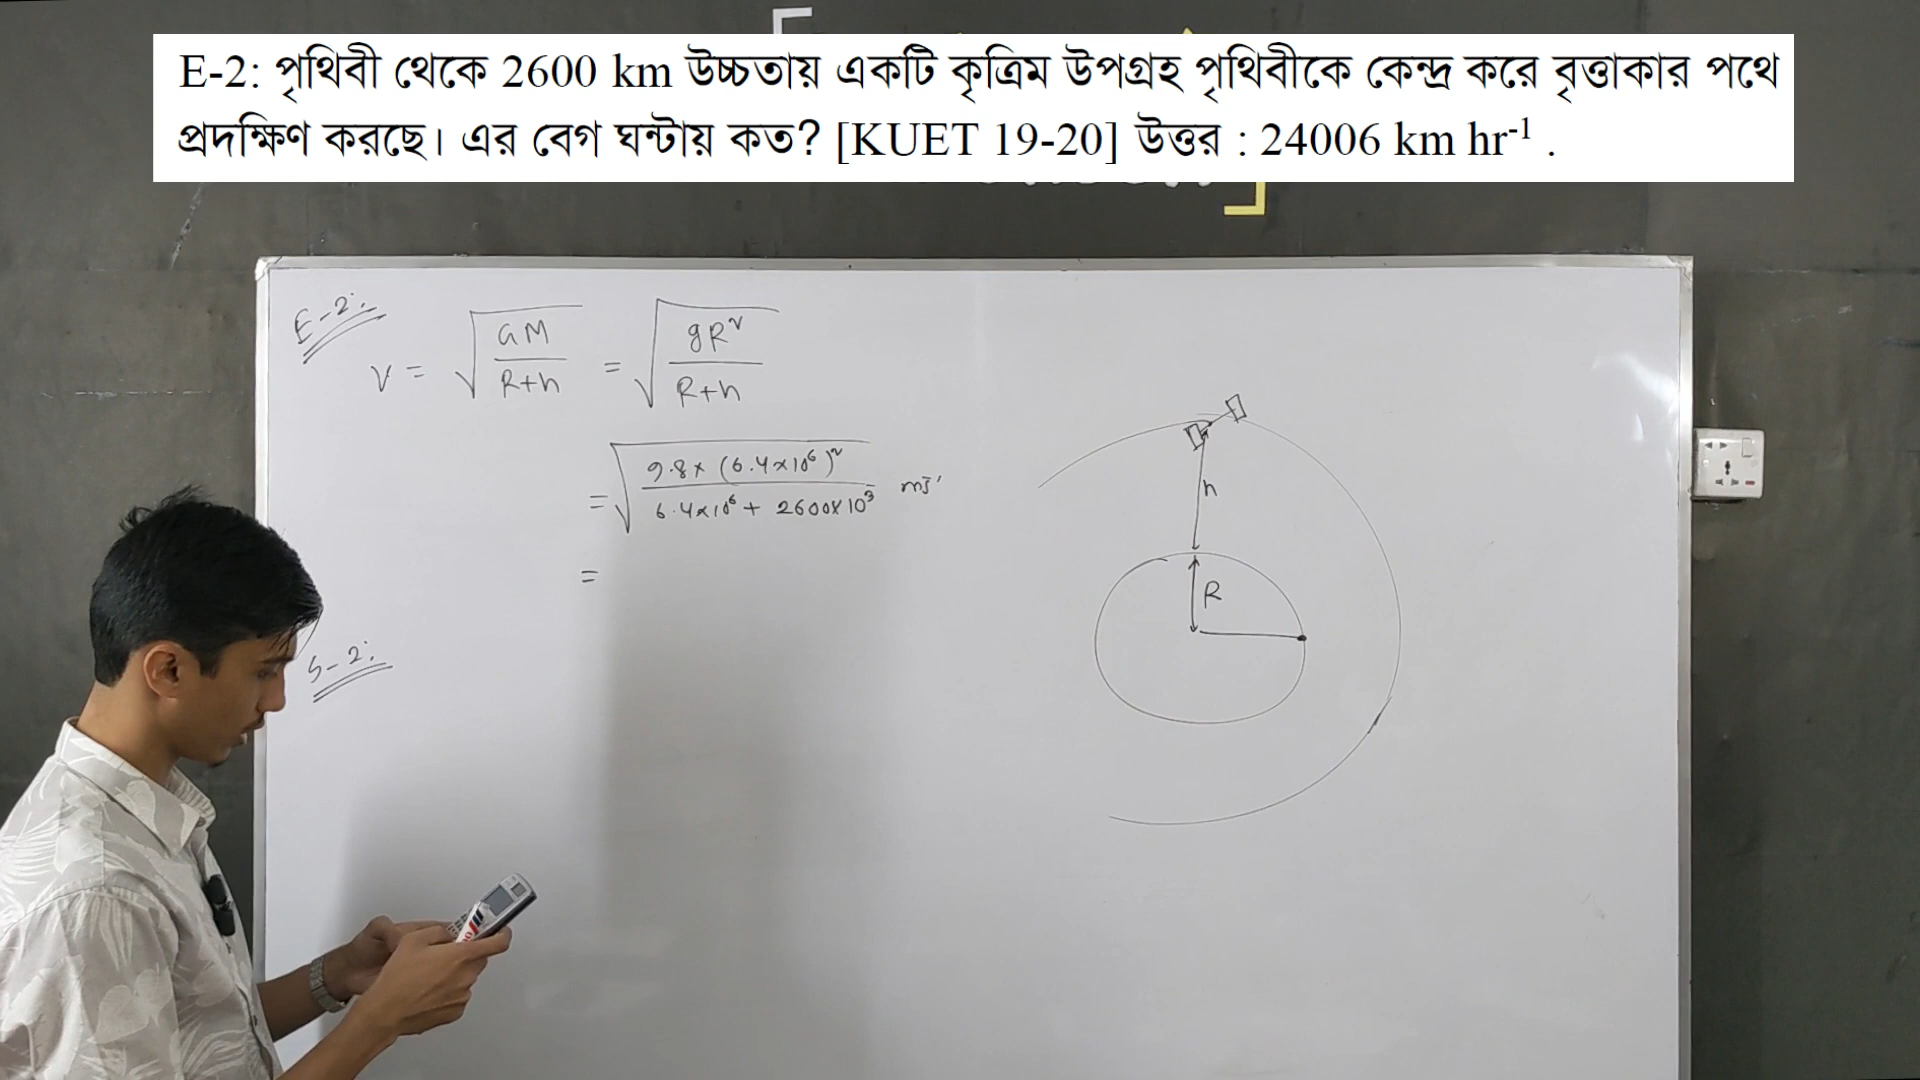 E-2: পৃথিবী থেকে 2600 km উচ্চতায় একটি কৃত্রিম উপগ্রহ পৃথিবীকে কেন্দ্র করে বৃত্তাকার পথে
প্রদক্ষিণ করছে। এর বেগ ঘন্টায় কত? [KUET 19-20] উত্তর : 24006 km hr⁻¹ .
E-2:
v = √(GM/(R+h)) = √(gR²/(R+h))
= √((9.8 × (6.4×10⁶)²)/(6.4×10⁶ + 2600×10³)) ms⁻¹
=
S-2:
h
R